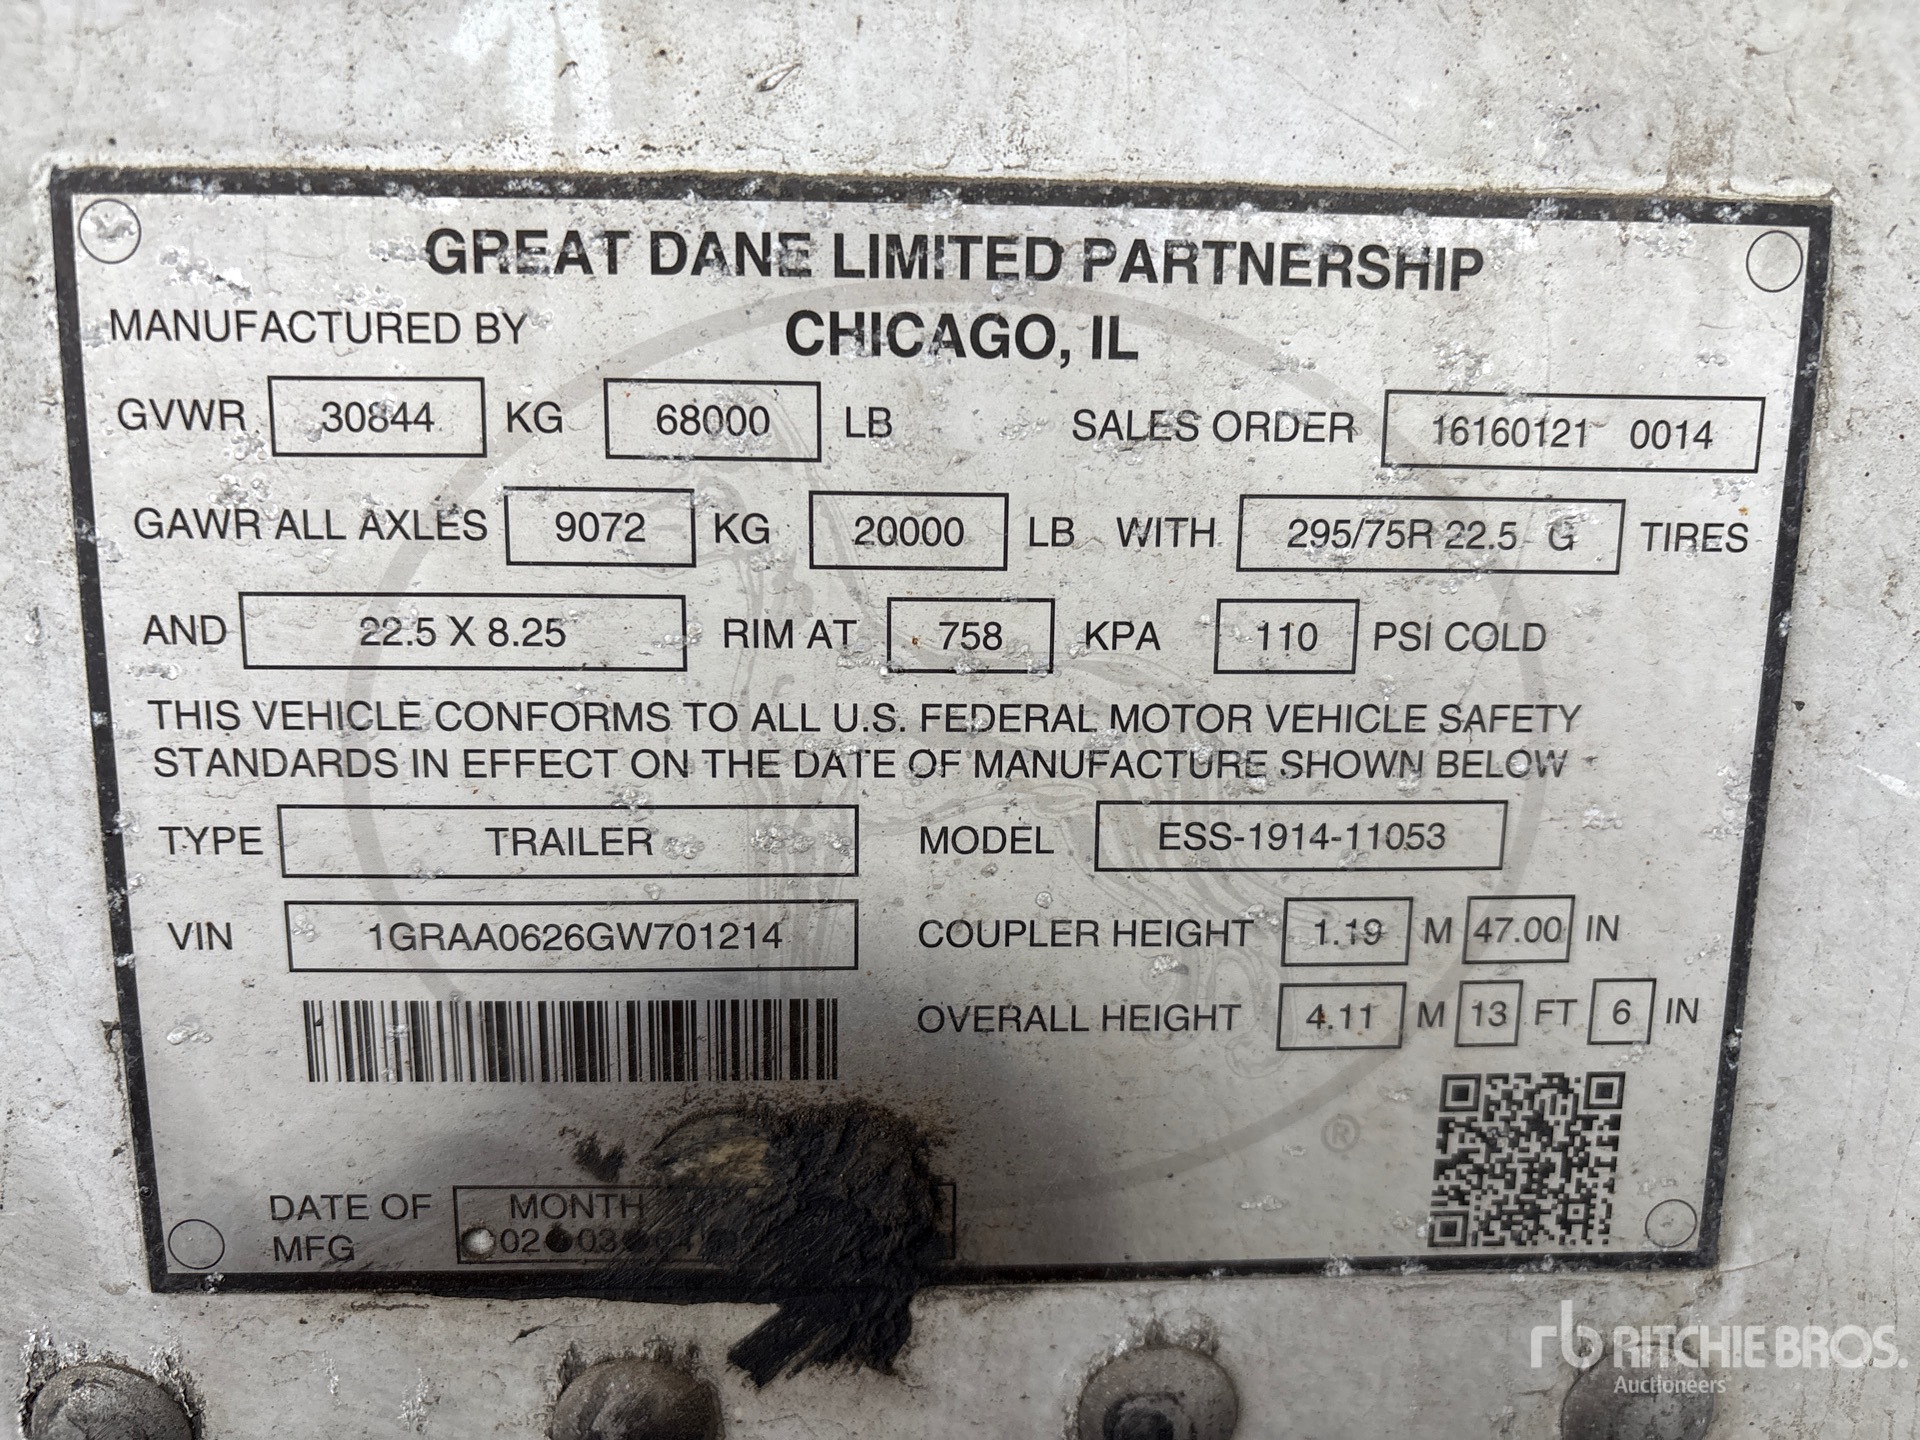 GREAT DANE LIMITED PARTNERSHIP
MANUFACTURED BY CHICAGO, IL
GVWR 30844 KG 68000 LB SALES ORDER 16160121 0014
GAWR ALL AXLES 9072 KG 20000 LB WITH 295/75R 22.5 G TIRES
AND 22.5 X 8.25 RIM AT 758 KPA 110 PSI COLD
THIS VEHICLE CONFORMS TO ALL U.S. FEDERAL MOTOR VEHICLE SAFETY
STANDARDS IN EFFECT ON THE DATE OF MANUFACTURE SHOWN BELOW
TYPE TRAILER MODEL ESS-1914-11053
VIN 1GRAA0626GW701214 COUPLER HEIGHT 1.19 M 47.00 IN
OVERALL HEIGHT 4.11 M 13 FT 6 IN
®
DATE OF MONTH
MFG 02 03 04
rb RITCHIE BROS.
Auctioneers